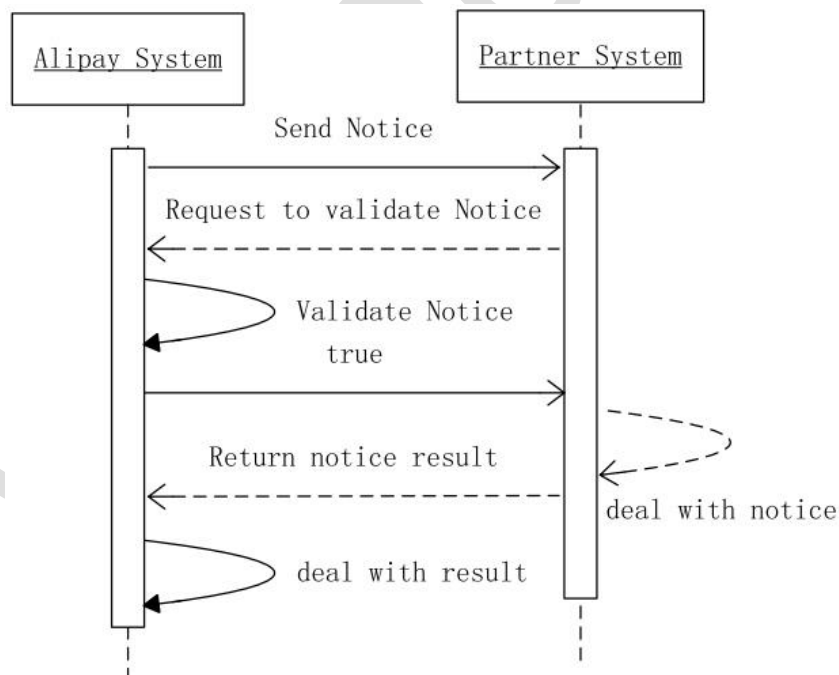 Alipay System
Partner System
Send Notice
Request to validate Notice
Validate Notice
true
Return notice result
deal with notice
deal with result